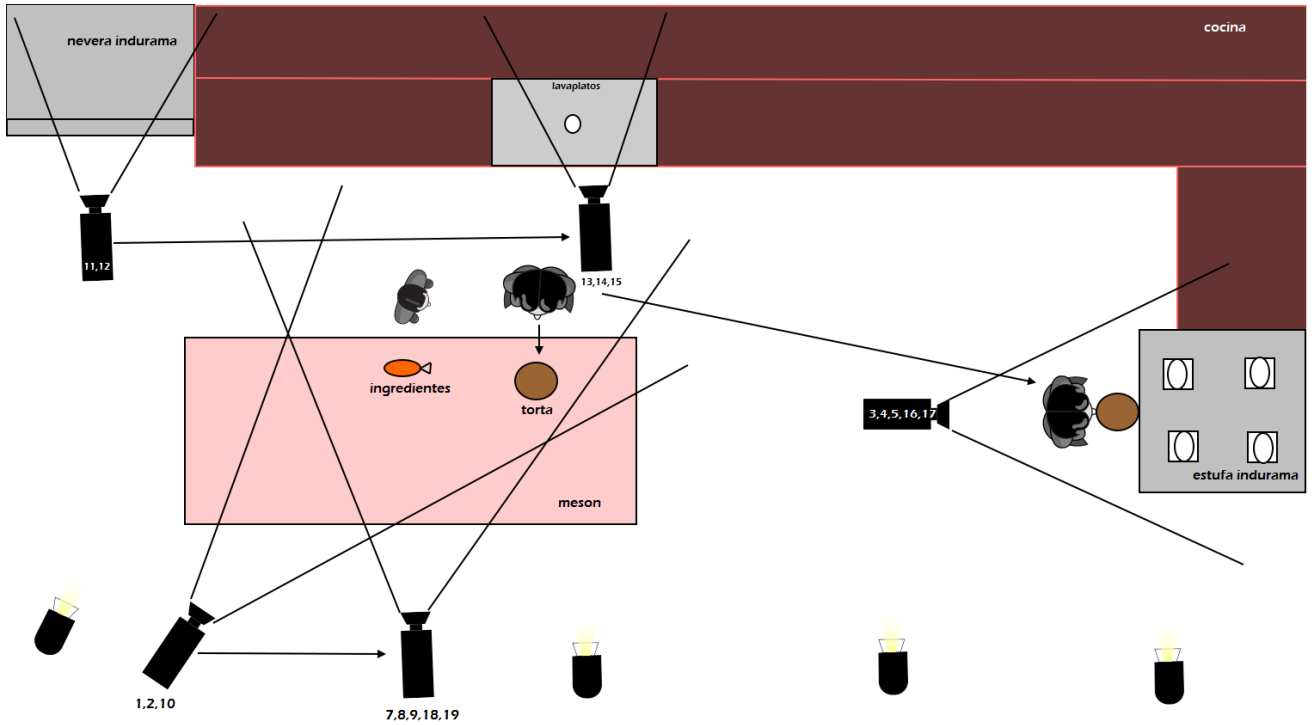 nevera indurama
cocina
lavaplatos
11,12
13,14,15
ingredientes
torta
3,4,5,16,17
estufa indurama
meson
1,2,10
7,8,9,18,19